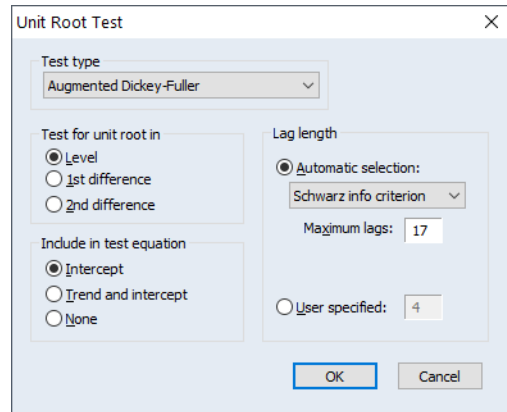 Unit Root Test
Test type
Augmented Dickey-Fuller
Test for unit root in
Level
1st difference
2nd difference
Include in test equation
Intercept
Trend and intercept
None
Lag length
Automatic selection:
Schwarz info criterion
Maximum lags: 17
User specified: 4
OK Cancel